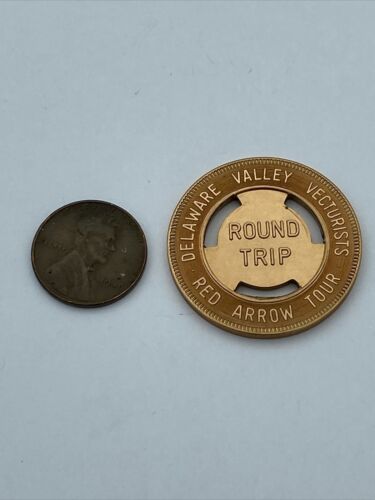 DELAWARE VALLEY VECTURISTS
ROUND
TRIP
RED ARROW TOUR